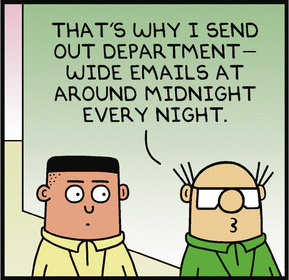 THAT'S WHY I SEND
OUT DEPARTMENT—
WIDE EMAILS AT
AROUND MIDNIGHT
EVERY NIGHT.